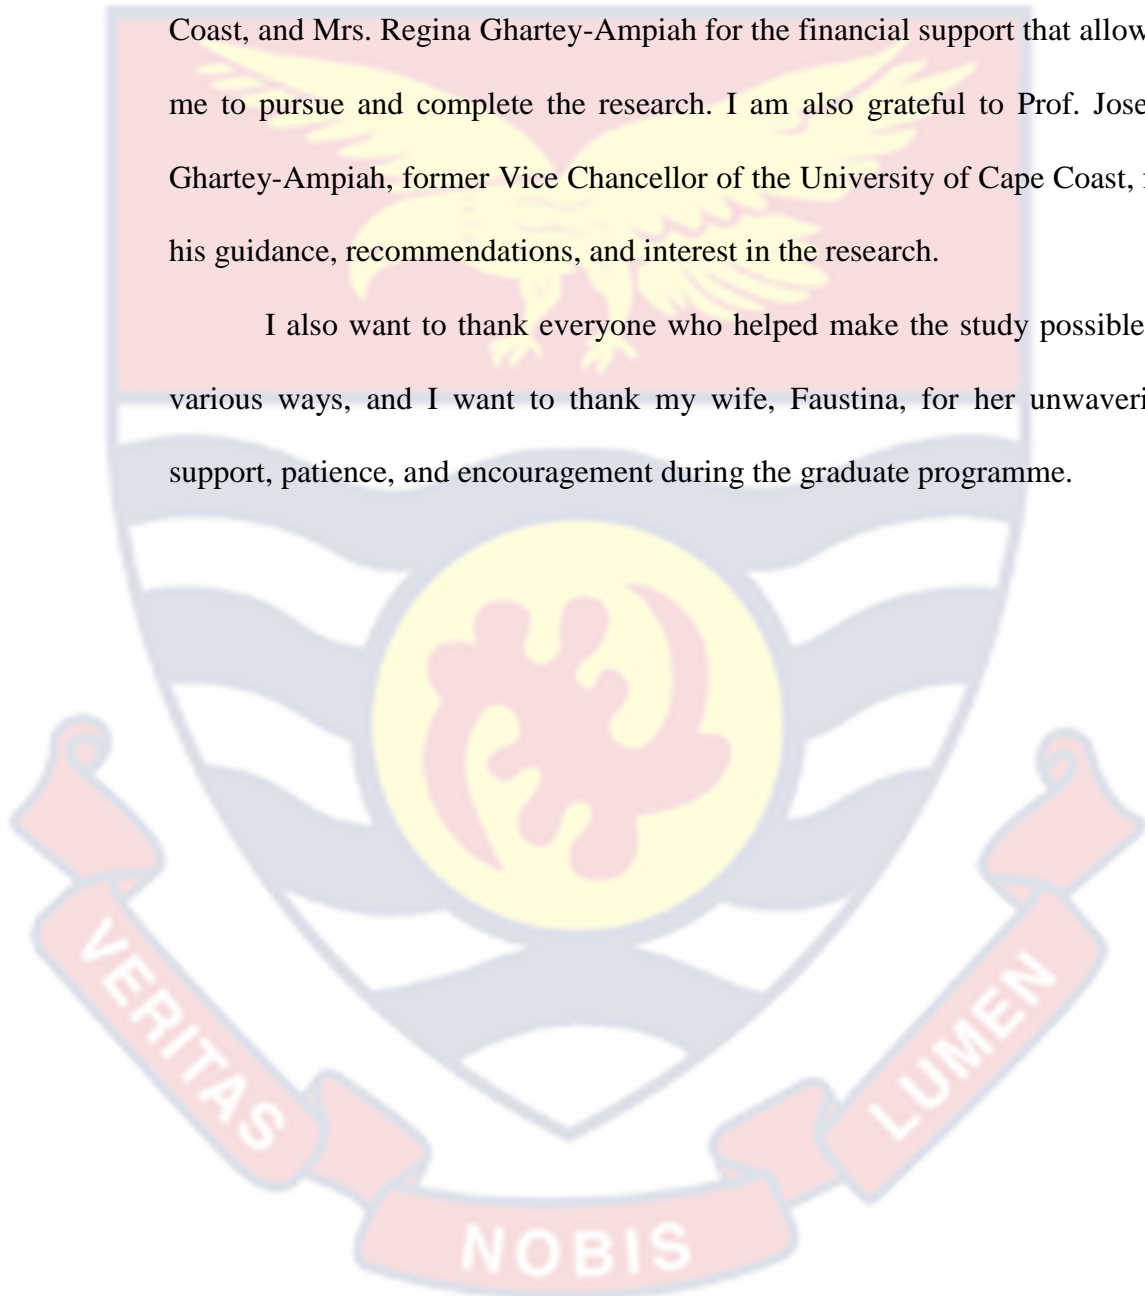 Coast, and Mrs. Regina Ghartey-Ampiah for the financial support that allow
me to pursue and complete the research. I am also grateful to Prof. Jose
Ghartey-Ampiah, former Vice Chancellor of the University of Cape Coast,
his guidance, recommendations, and interest in the research.
I also want to thank everyone who helped make the study possible
various ways, and I want to thank my wife, Faustina, for her unwaveri
support, patience, and encouragement during the graduate programme.
VERITAS
NOBIS
LUMEN